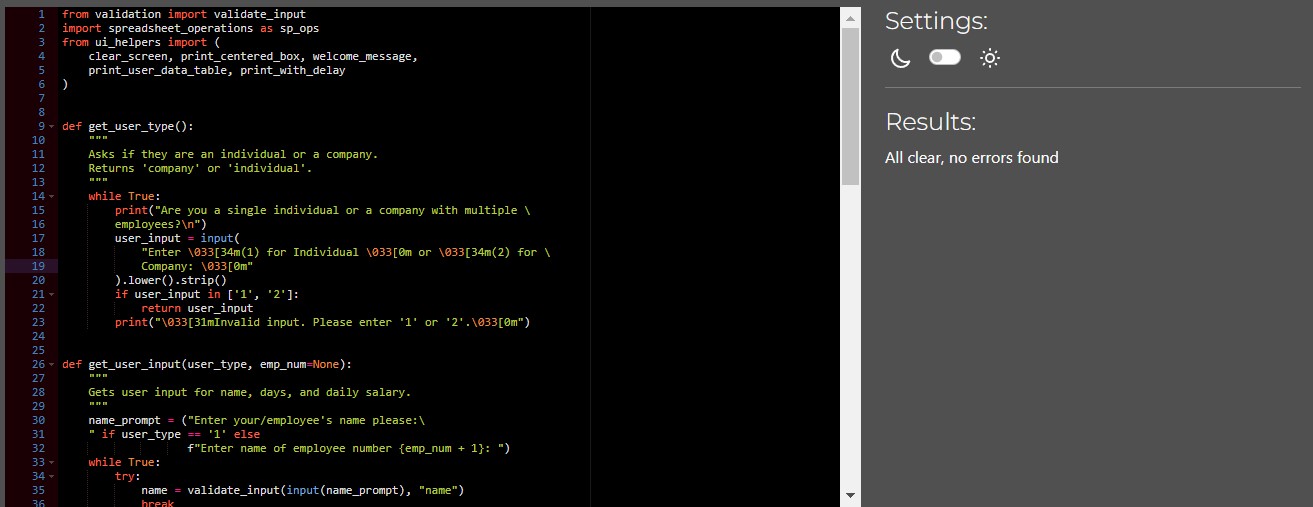 1 from validation import validate_input
2 import spreadsheet_operations as sp_ops
3 from ui_helpers import (
4     clear_screen, print_centered_box, welcome_message,
5     print_user_data_table, print_with_delay
6 )
7
8
9 def get_user_type():
10     """
11     Asks if they are an individual or a company.
12     Returns 'company' or 'individual'.
13     """
14     while True:
15         print("Are you a single individual or a company with multiple \
16         employees?\n")
17         user_input = input(
18             "Enter \033[34m(1) for Individual \033[0m or \033[34m(2) for \
19             Company: \033[0m"
20         ).lower().strip()
21         if user_input in ['1', '2']:
22             return user_input
23         print("\033[31mInvalid input. Please enter '1' or '2'.\033[0m")
24
25
26 def get_user_input(user_type, emp_num=None):
27     """
28     Gets user input for name, days, and daily salary.
29     """
30     name_prompt = ("Enter your/employee's name please:\
31     " if user_type == '1' else
32                    f"Enter name of employee number {emp_num + 1}: ")
33     while True:
34         try:
35             name = validate_input(input(name_prompt), "name")
36             break
Settings:
Results:
All clear, no errors found